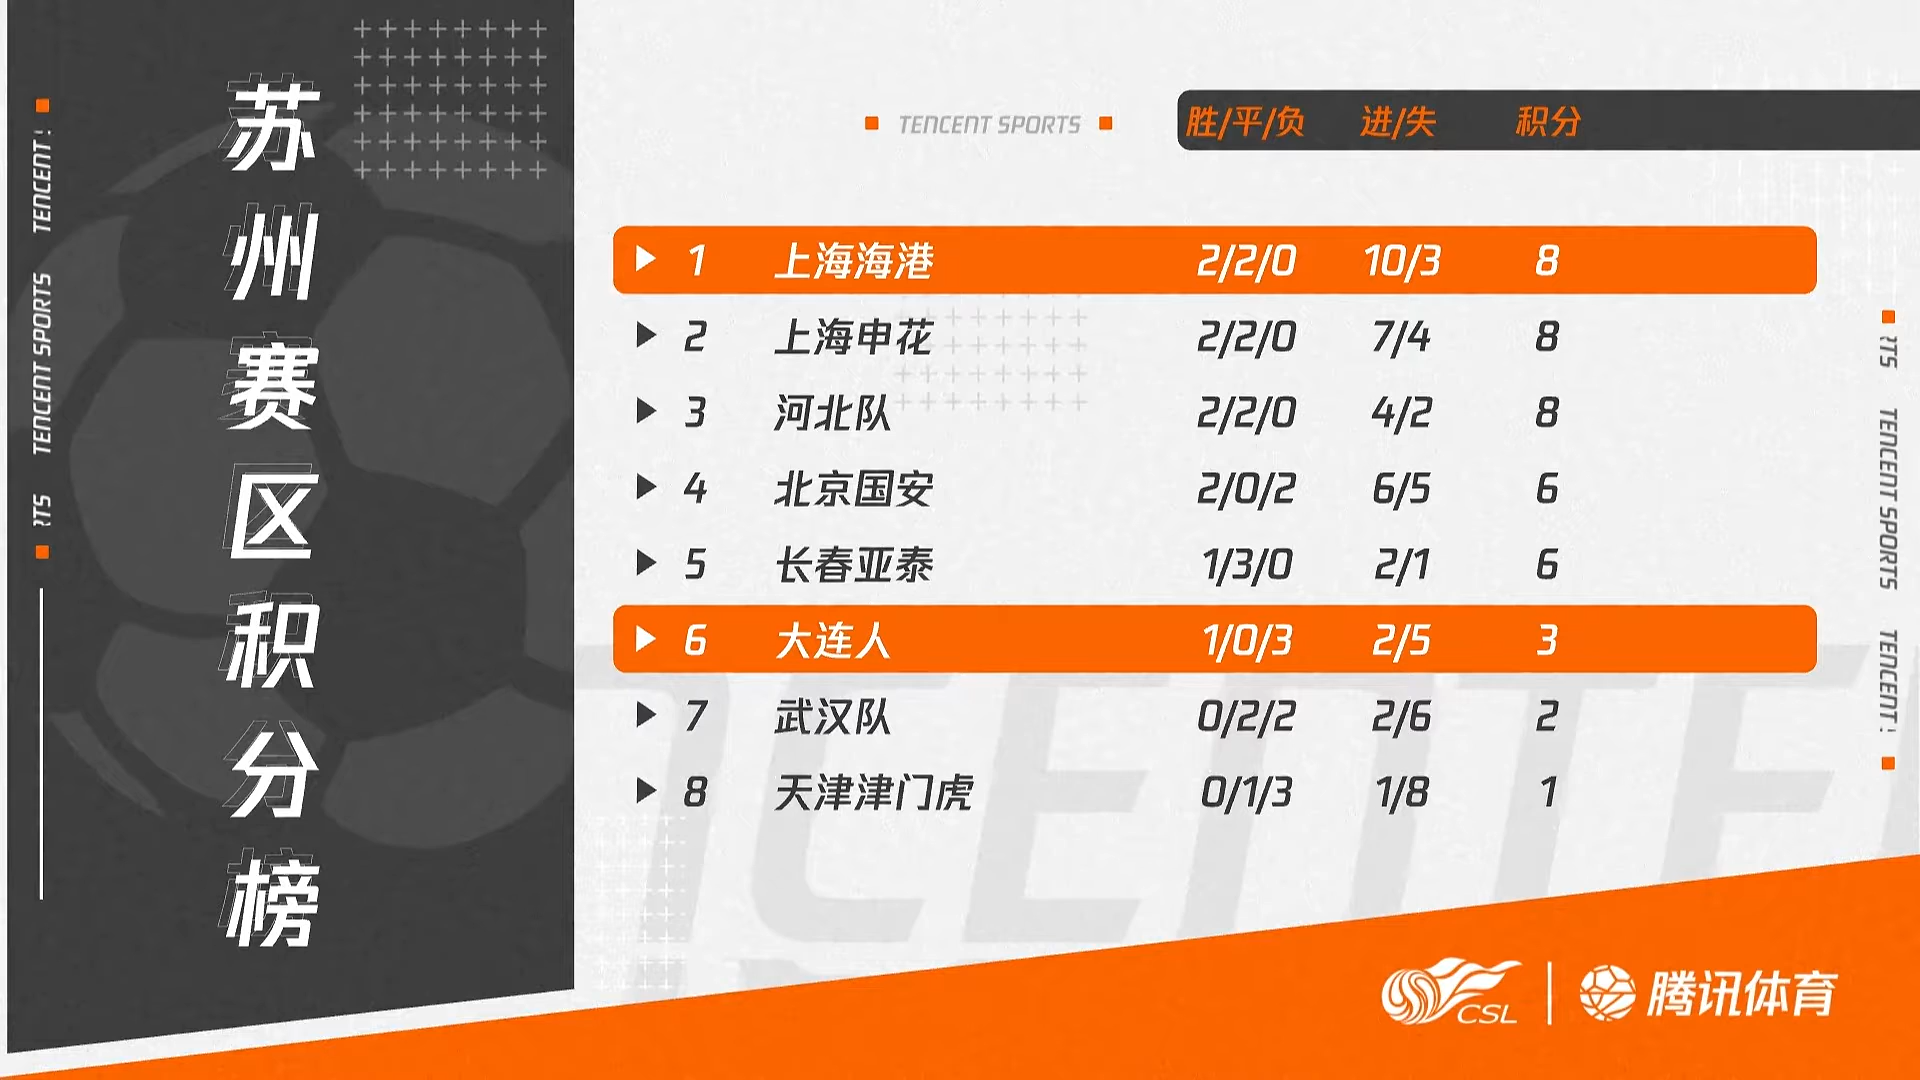 苏州赛区积分榜
TENCENT SPORTS
TENCENT SPORTS
胜/平/负 进/失 积分
1 上海海港 2/2/0 10/3 8
2 上海申花 2/2/0 7/4 8
3 河北队 2/2/0 4/2 8
4 北京国安 2/0/2 6/5 6
5 长春亚泰 1/3/0 2/1 6
6 大连人 1/0/3 2/5 3
7 武汉队 0/2/2 2/6 2
8 天津津门虎 0/1/3 1/8 1
TENCENT SPORTS
CSL 腾讯体育